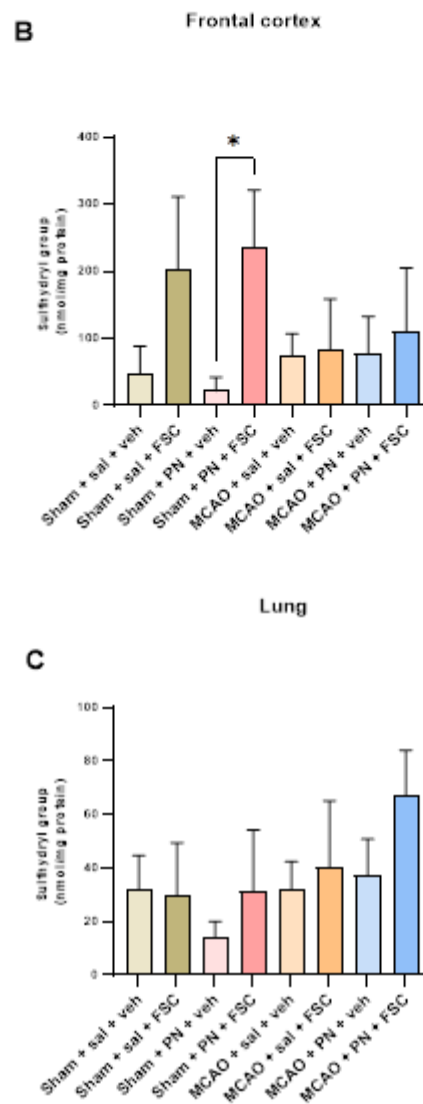 B
Frontal cortex
Sulfhydryl group
(nmol/mg protein)
400
300
200
100
0
*
Sham + sal + veh
Sham + sal + FSC
Sham + PN + veh
Sham + PN + FSC
MCAO + sal + veh
MCAO + sal + FSC
MCAO + PN + veh
MCAO + PN + FSC
Lung
C
Sulfhydryl group
(nmol/mg protein)
100
80
60
40
20
0
Sham + sal + veh
Sham + sal + FSC
Sham + PN + veh
Sham + PN + FSC
MCAO + sal + veh
MCAO + sal + FSC
MCAO + PN + veh
MCAO + PN + FSC